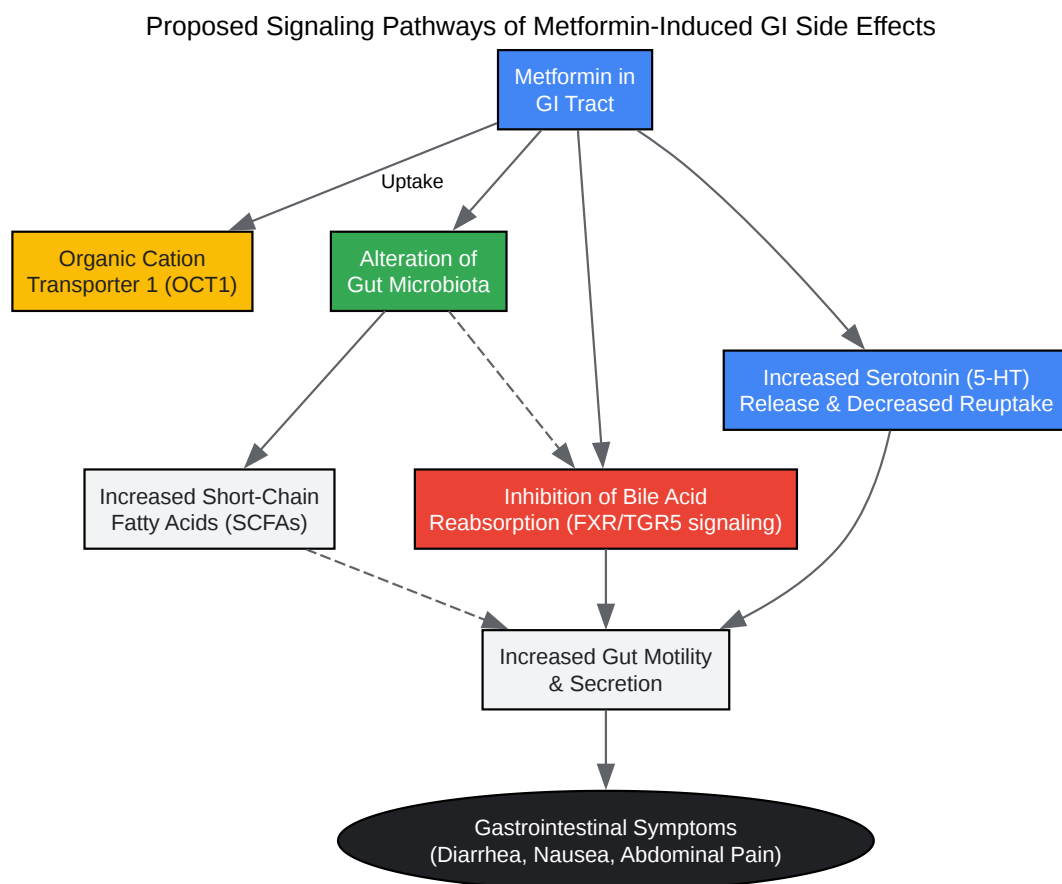 Proposed Signaling Pathways of Metformin-Induced GI Side Effects
Metformin in
GI Tract
Uptake
Organic Cation
Transporter 1 (OCT1)
Alteration of
Gut Microbiota
Increased Serotonin (5-HT)
Release & Decreased Reuptake
Increased Short-Chain
Fatty Acids (SCFAs)
Inhibition of Bile Acid
Reabsorption (FXR/TGR5 signaling)
Increased Gut Motility
& Secretion
Gastrointestinal Symptoms
(Diarrhea, Nausea, Abdominal Pain)